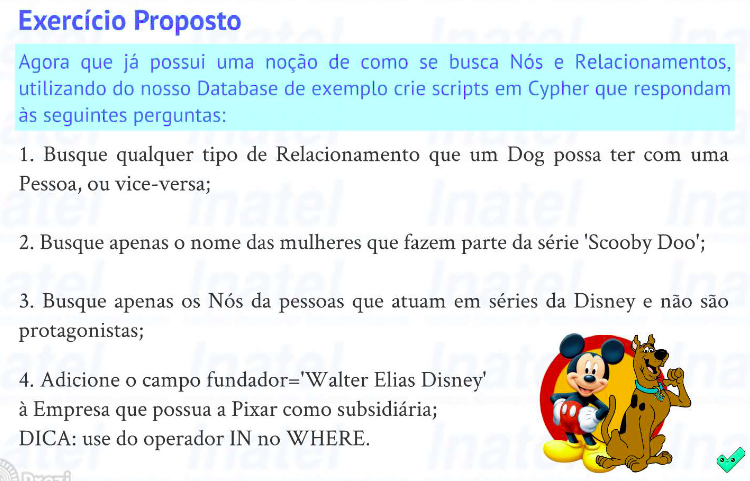 Exercício Proposto
Agora que já possui uma noção de como se busca Nós e Relacionamentos,
utilizando do nosso Database de exemplo crie scripts em Cypher que respondam
às seguintes perguntas:
1. Busque qualquer tipo de Relacionamento que um Dog possa ter com uma
Pessoa, ou vice-versa;
2. Busque apenas o nome das mulheres que fazem parte da série 'Scooby Doo';
3. Busque apenas os Nós da pessoas que atuam em séries da Disney e não são
protagonistas;
4. Adicione o campo fundador='Walter Elias Disney'
à Empresa que possua a Pixar como subsidiária;
DICA: use do operador IN no WHERE.
Prezi